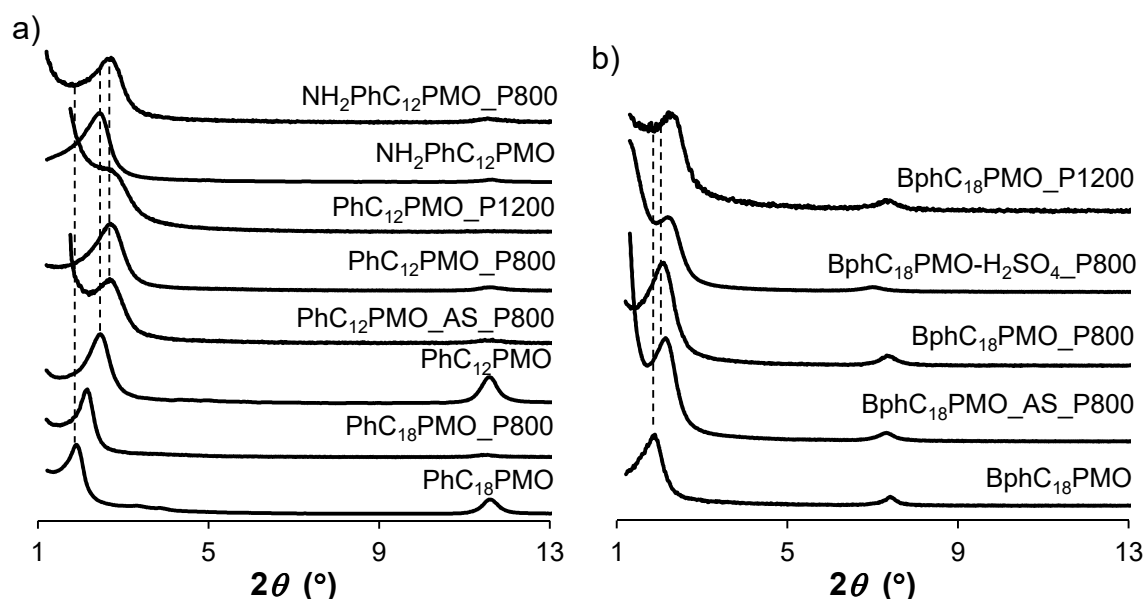 a)
NH₂PhC₁₂PMO_P800
NH₂PhC₁₂PMO
PhC₁₂PMO_P1200
PhC₁₂PMO_P800
PhC₁₂PMO_AS_P800
PhC₁₂PMO
PhC₁₈PMO_P800
PhC₁₈PMO
1 5 9 13
2θ (°)
b)
BphC₁₈PMO_P1200
BphC₁₈PMO-H₂SO₄_P800
BphC₁₈PMO_P800
BphC₁₈PMO_AS_P800
BphC₁₈PMO
1 5 9 13
2θ (°)